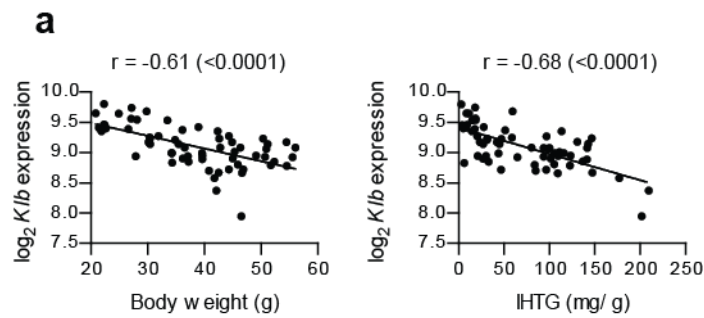 a
r = -0.61 (<0.0001)
log2 Klb expression
10.0
9.5
9.0
8.5
8.0
7.5
20 30 40 50 60
Body weight (g)
r = -0.68 (<0.0001)
log2 Klb expression
10.0
9.5
9.0
8.5
8.0
7.5
0 50 100 150 200 250
IHTG (mg/ g)